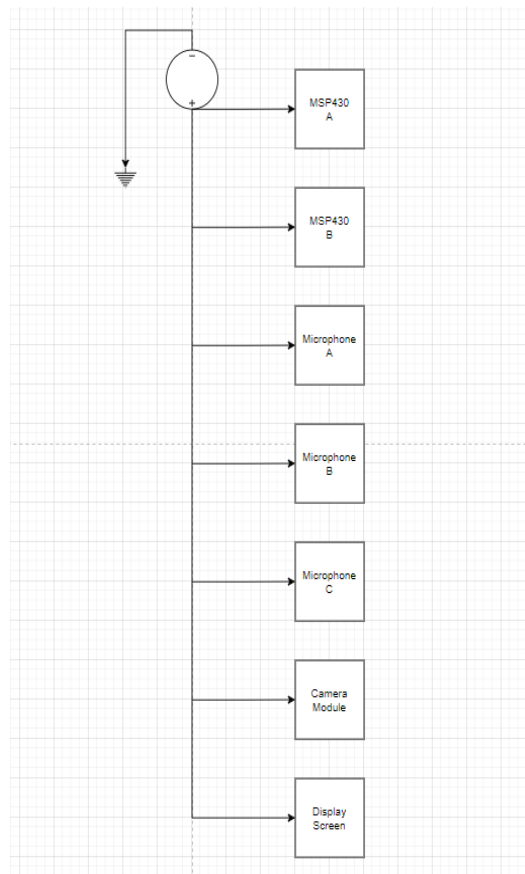 −
+
MSP430
A
MSP430
B
Microphone
A
Microphone
B
Microphone
C
Camera
Module
Display
Screen